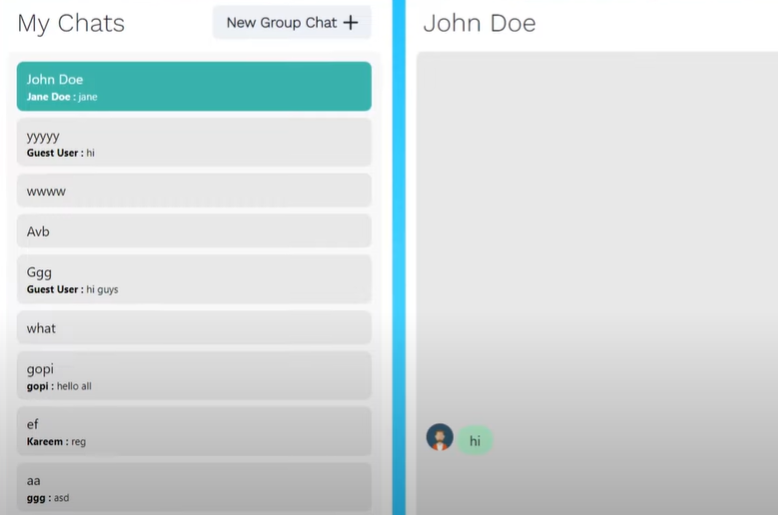 My Chats
New Group Chat +
John Doe
Jane Doe : jane
yyyyy
Guest User : hi
wwww
Avb
Ggg
Guest User : hi guys
what
gopi
gopi : hello all
ef
Kareem : reg
aa
ggg : asd
John Doe
hi